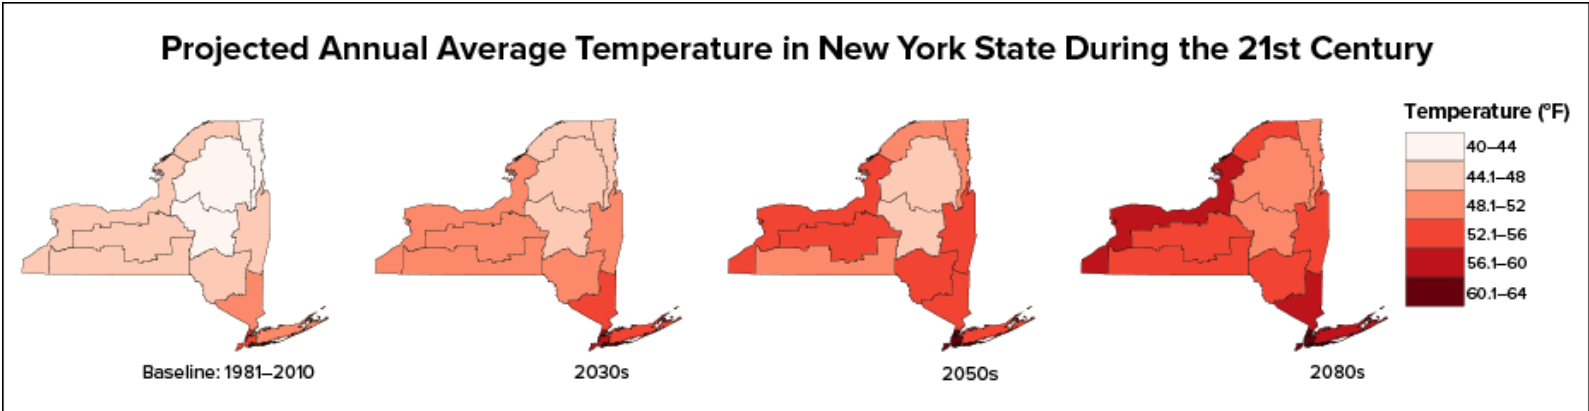 Projected Annual Average Temperature in New York State During the 21st Century
Temperature (°F)
40–44
44.1–48
48.1–52
52.1–56
56.1–60
60.1–64
Baseline: 1981–2010
2030s
2050s
2080s